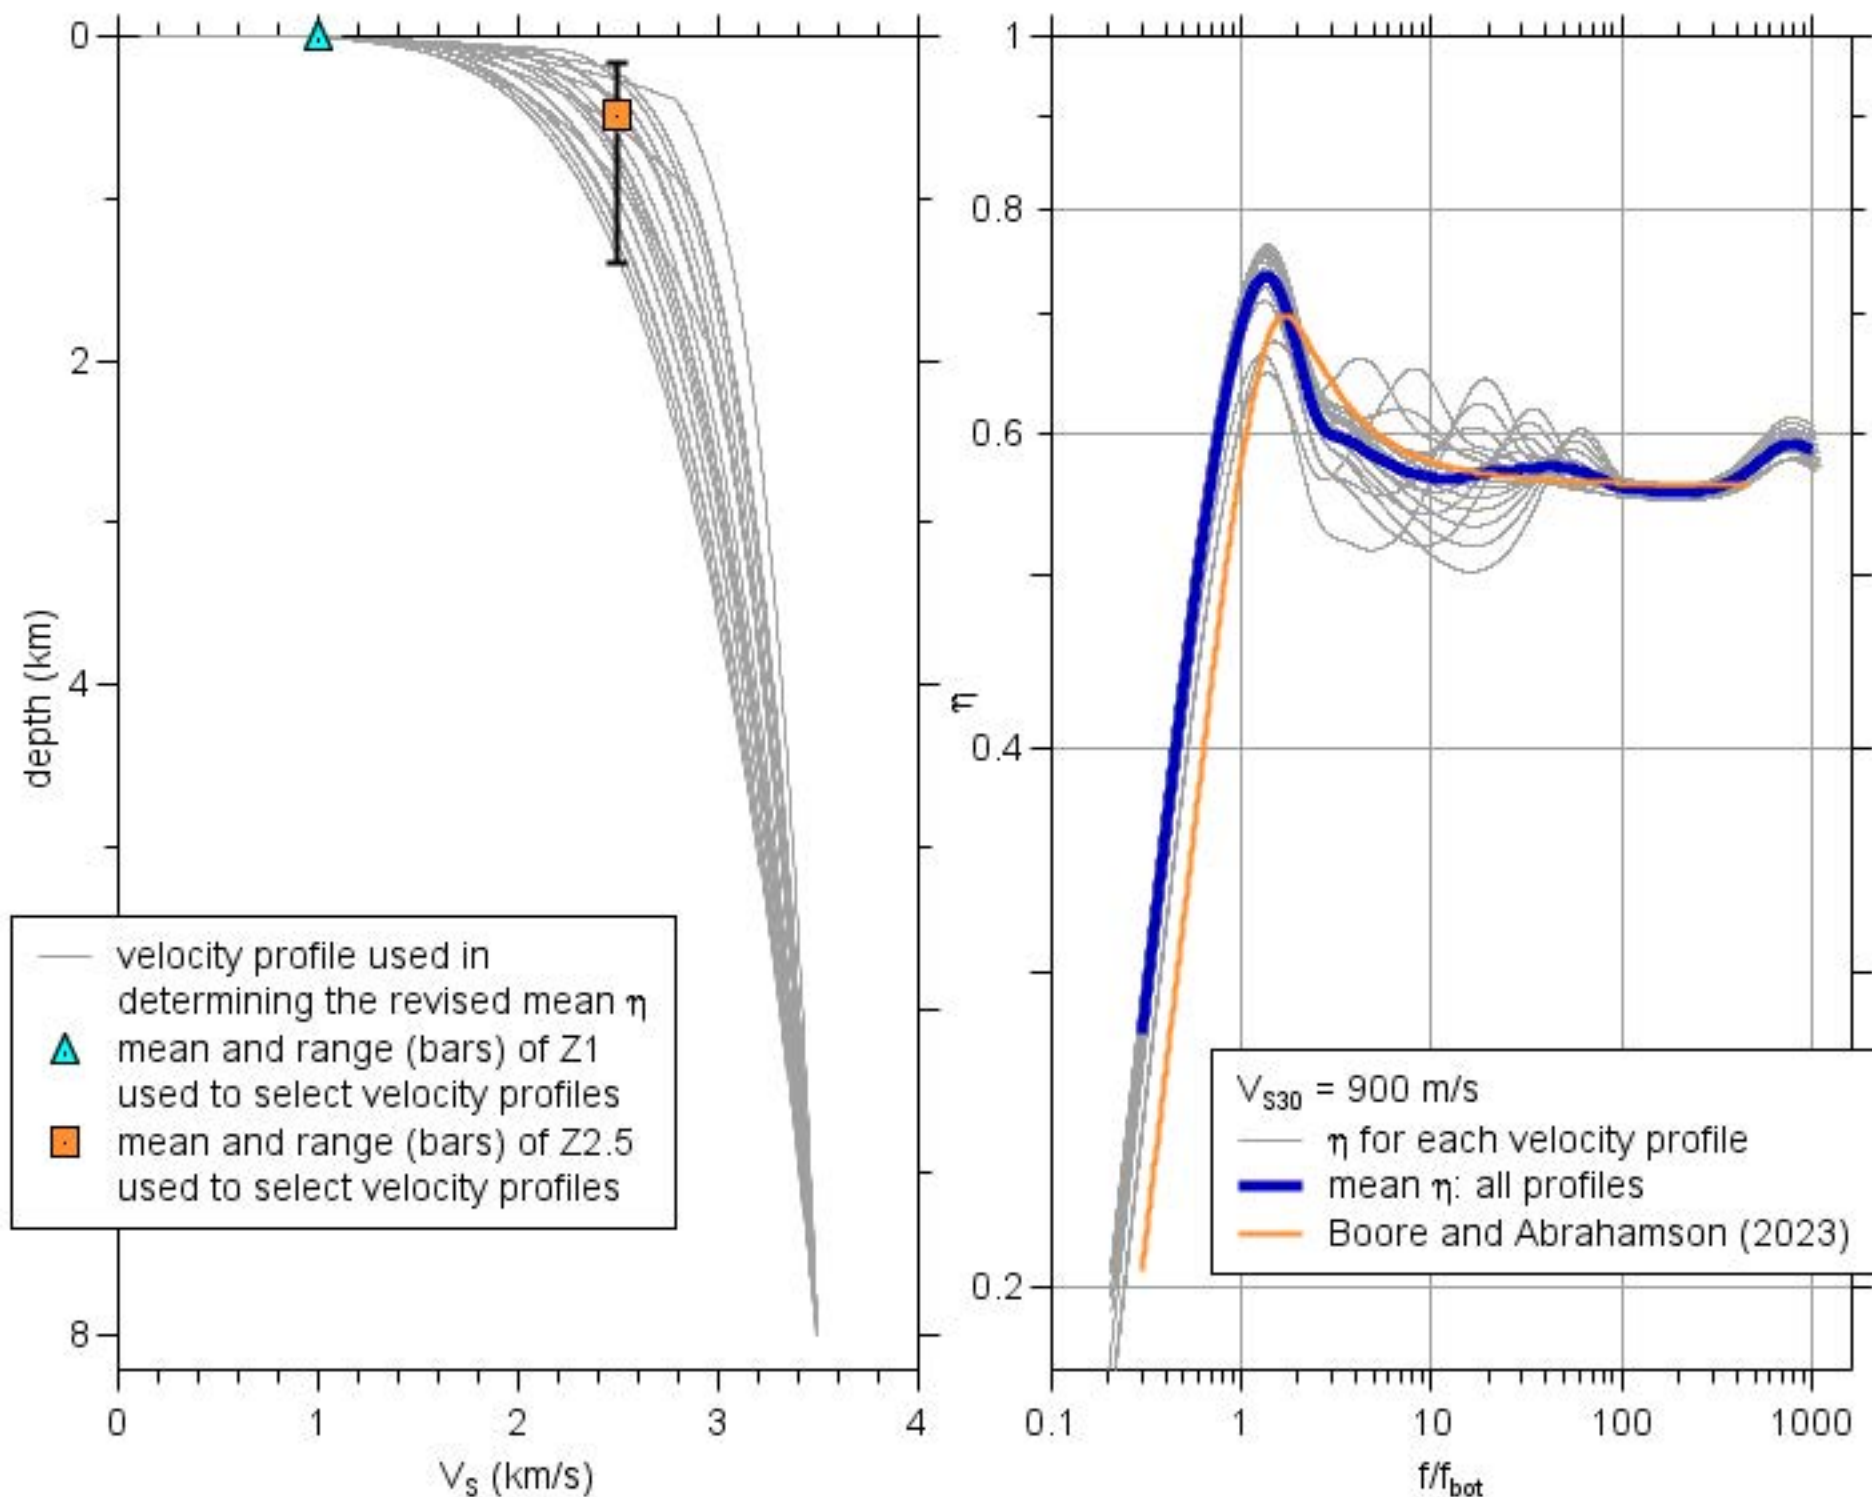 0
2
4
8
depth (km)
velocity profile used in
determining the revised mean η
mean and range (bars) of Z1
used to select velocity profiles
mean and range (bars) of Z2.5
used to select velocity profiles
0 1 2 3 4
V_S (km/s)
1
0.8
0.6
0.4
0.2
η
V_S30 = 900 m/s
η for each velocity profile
mean η: all profiles
Boore and Abrahamson (2023)
0.1 1 10 100 1000
f/f_bot